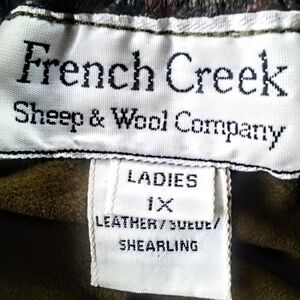 French Creek
Sheep & Wool Company
LADIES
1X
LEATHER/SUEDE/
SHEARLING